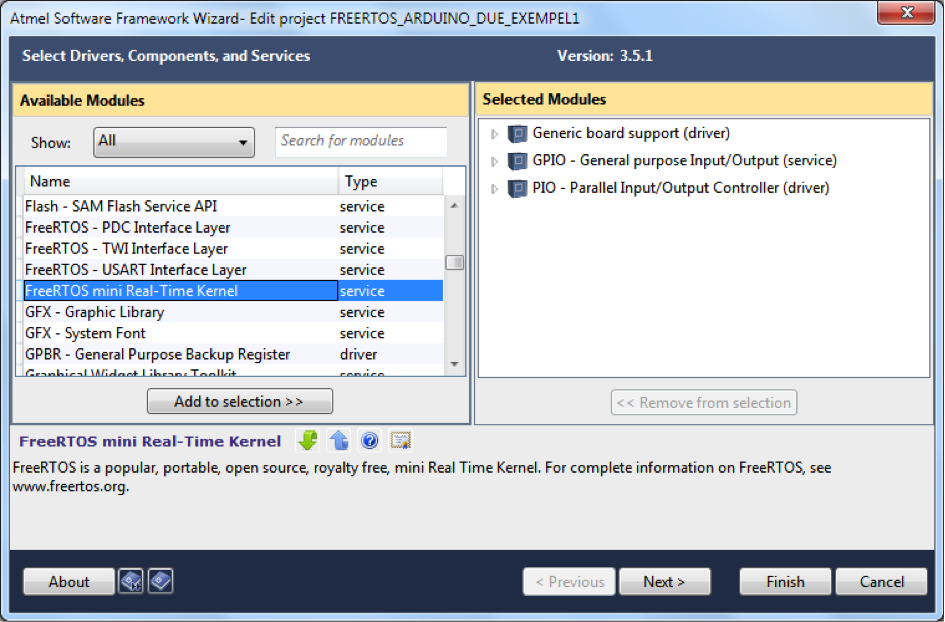 Atmel Software Framework Wizard- Edit project FREERTOS_ARDUINO_DUE_EXEMPEL1
Select Drivers, Components, and Services
Version: 3.5.1
Available Modules
Show:
All
Search for modules
Name Type
Flash - SAM Flash Service API service
FreeRTOS - PDC Interface Layer service
FreeRTOS - TWI Interface Layer service
FreeRTOS - USART Interface Layer service
FreeRTOS mini Real-Time Kernel service
GFX - Graphic Library service
GFX - System Font service
GPBR - General Purpose Backup Register driver
Graphical Widget Library Toolkit service
Add to selection >>
Selected Modules
Generic board support (driver)
GPIO - General purpose Input/Output (service)
PIO - Parallel Input/Output Controller (driver)
<< Remove from selection
FreeRTOS mini Real-Time Kernel
FreeRTOS is a popular, portable, open source, royalty free, mini Real Time Kernel. For complete information on FreeRTOS, see
www.freertos.org.
About
< Previous
Next >
Finish
Cancel